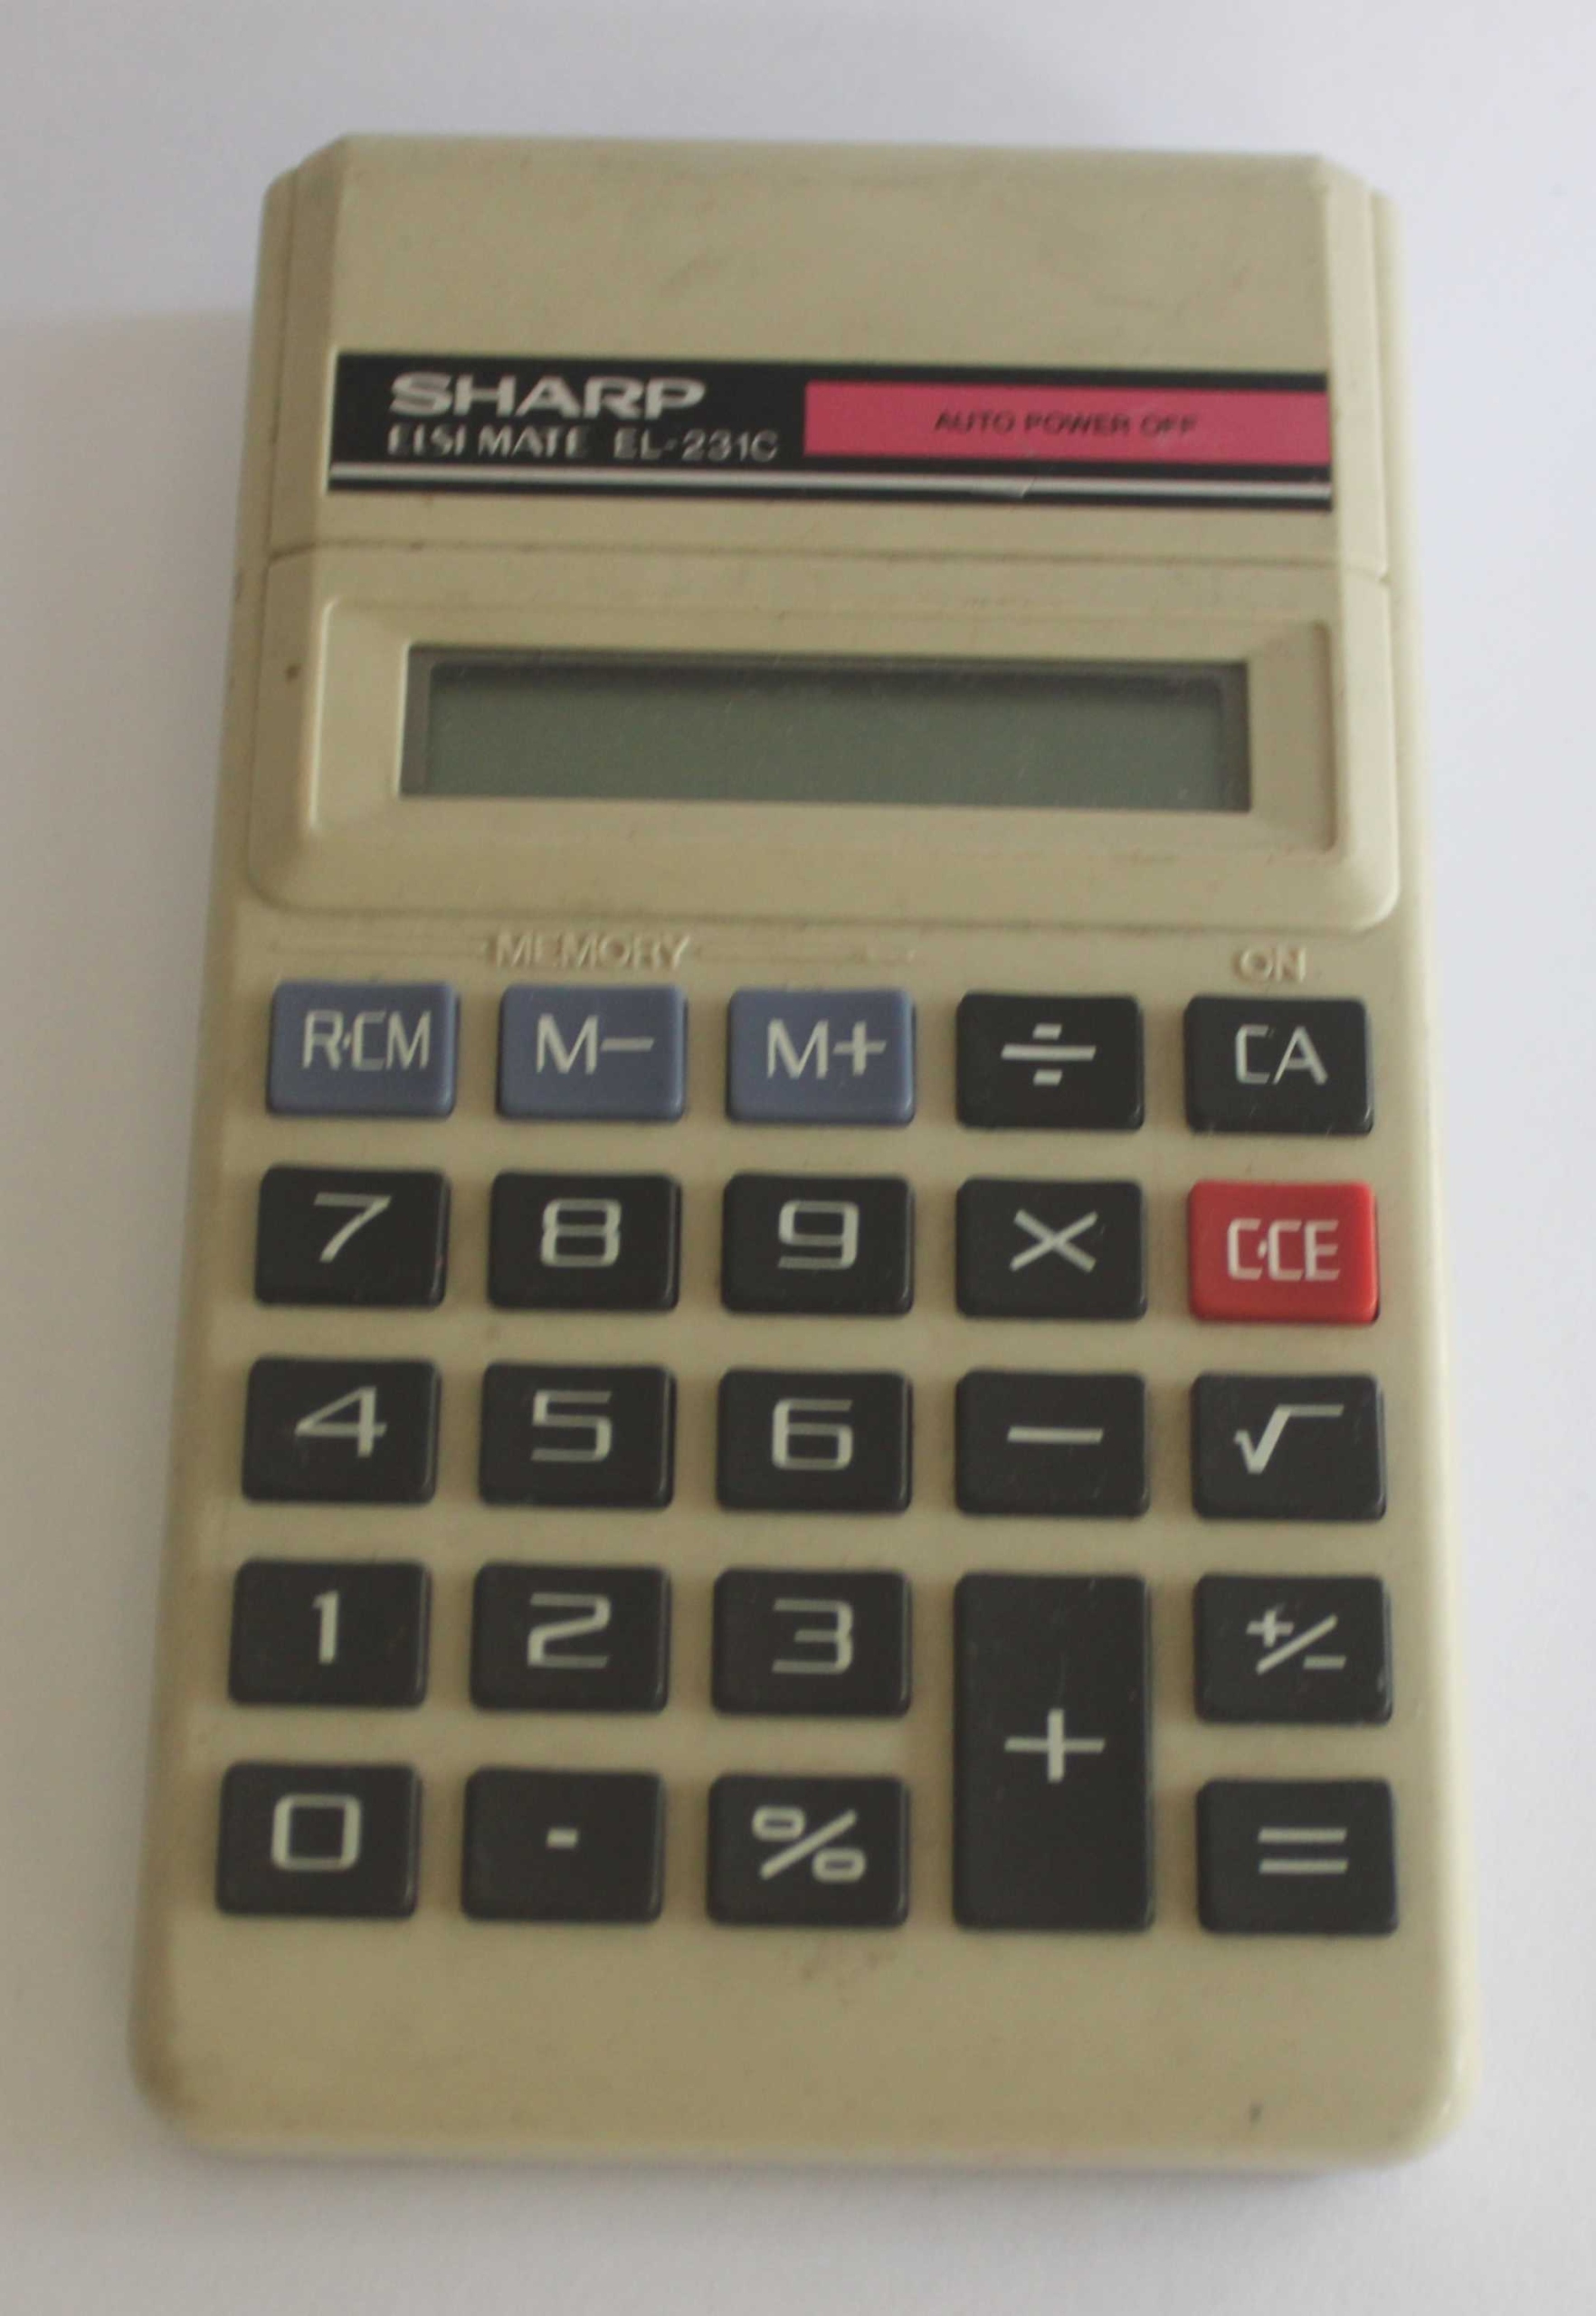 SHARP
ELSI MATE EL-231C
AUTO POWER OFF
MEMORY
ON
R·CM M− M+ ÷ CA
7 8 9 × C·CE
4 5 6 − √
1 2 3 + +/−
0 . % =